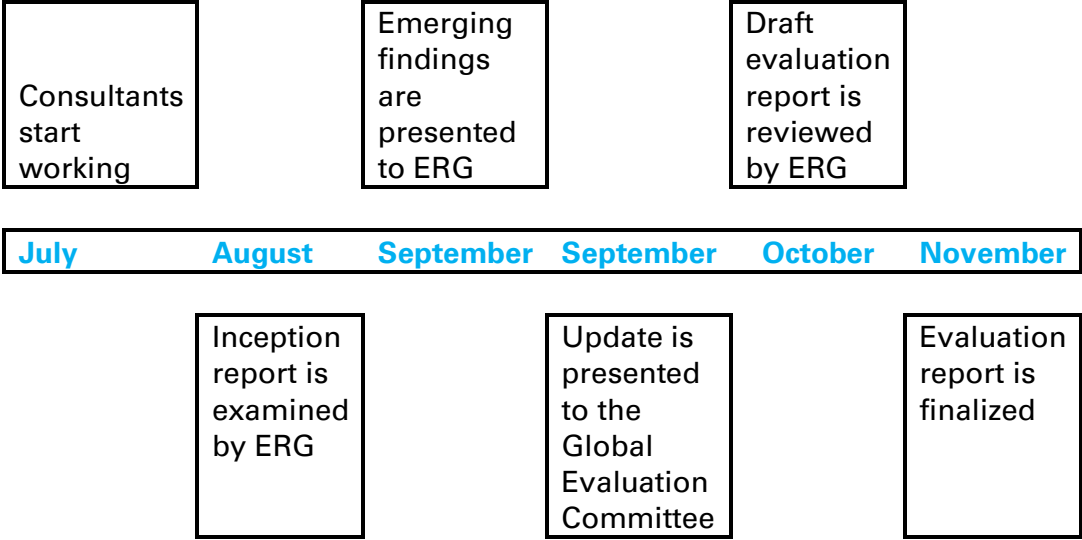 Consultants
start
working
Emerging
findings
are
presented
to ERG
Draft
evaluation
report is
reviewed
by ERG
July August September September October November
Inception
report is
examined
by ERG
Update is
presented
to the
Global
Evaluation
Committee
Evaluation
report is
finalized